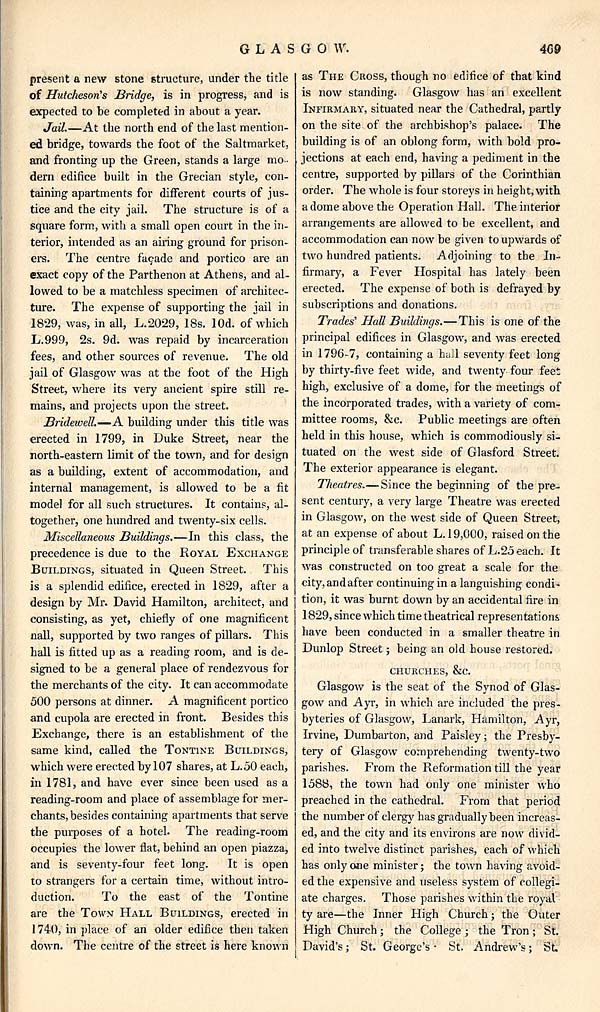 GLASGOW. 469
present a new stone structure, under the title
of Hutcheson's Bridge, is in progress, and is
expected to be completed in about a year.
Jail.—At the north end of the last mention-
ed bridge, towards the foot of the Saltmarket,
and fronting up the Green, stands a large mo-
dern edifice built in the Grecian style, con-
taining apartments for different courts of jus-
tice and the city jail. The structure is of a
square form, with a small open court in the in-
terior, intended as an airing ground for prison-
ers. The centre façade and portico are an
exact copy of the Parthenon at Athens, and al-
lowed to be a matchless specimen of architec-
ture. The expense of supporting the jail in
1829, was, in all, L.2029, 18s. 10d. of which
L.999, 2s. 9d. was repaid by incarceration
fees, and other sources of revenue. The old
jail of Glasgow was at the foot of the High
Street, where its very ancient spire still re-
mains, and projects upon the street.
Bridewell.—A building under this title was
erected in 1799, in Duke Street, near the
north-eastern limit of the town, and for design
as a building, extent of accommodation, and
internal management, is allowed to be a fit
model for all such structures. It contains, al-
together, one hundred and twenty-six cells.
Miscellaneous Buildings.—In this class, the
precedence is due to the ROYAL EXCHANGE
BUILDINGS, situated in Queen Street. This
is a splendid edifice, erected in 1829, after a
design by Mr. David Hamilton, architect, and
consisting, as yet, chiefly of one magnificent
nall, supported by two ranges of pillars. This
hall is fitted up as a reading room, and is de-
signed to be a general place of rendezvous for
the merchants of the city. It can accommodate
500 persons at dinner. A magnificent portico
and cupola are erected in front. Besides this
Exchange, there is an establishment of the
same kind, called the TONTINE BUILDINGS,
which were erected by 107 shares, at L.50 each,
in 1781, and have ever since been used as a
reading-room and place of assemblage for mer-
chants, besides containing apartments that serve
the purposes of a hotel. The reading-room
occupies the lower flat, behind an open piazza,
and is seventy-four feet long. It is open
to strangers for a certain time, without intro-
duction. To the east of the Tontine
are the TOWN HALL BUILDINGS, erected in
1740, in place of an older edifice then taken
down. The centre of the street is here known
as THE CROSS, though no edifice of that kind
is now standing. Glasgow has an excellent
INFIRMARY, situated near the Cathedral, partly
on the site of the archbishop's palace. The
building is of an oblong form, with bold pro-
jections at each end, having a pediment in the
centre, supported by pillars of the Corinthian
order. The whole is four storeys in height, with
a dome above the Operation Hall. The interior
arrangements are allowed to be excellent, and
accommodation can now be given to upwards of
two hundred patients. Adjoining to the In-
firmary, a Fever Hospital has lately been
erected. The expense of both is defrayed by
subscriptions and donations.
Trades' Hall Buildings.—This is one of the
principal edifices in Glasgow, and was erected
in 1796-7, containing a hall seventy feet long
by thirty-five feet wide, and twenty four feet
high, exclusive of a dome, for the meetings of
the incorporated trades, with a variety of com-
mittee rooms, &c. Public meetings are often
held in this house, which is commodiously si-
tuated on the west side of Glasford Street.
The exterior appearance is elegant.
Theatres.—Since the beginning of the pre-
sent century, a very large Theatre was erected
in Glasgow, on the west side of Queen Street,
at an expense of about L.19,000, raised on the
principle of transferable shares of L.25 each. It
was constructed on too great a scale for the
city, and after continuing in a languishing condi-
tion, it was burnt down by an accidental fire in
1829, since which time theatrical representations
have been conducted in a smaller theatre in
Dunlop Street; being an old house restored.
CHURCHES, &c.
Glasgow is the seat of the Synod of Glas-
gow and Ayr, in which are included the pres-
byteries of Glasgow, Lanark, Hamilton, Ayr,
Irvine, Dumbarton, and Paisley; the Presby-
tery of Glasgow comprehending twenty-two
parishes. From the Reformation till the year
1588, the town had only one minister who
preached in the cathedral. From that period
the number of clergy has gradually been increas-
ed, and the city and its environs are now divid-
ed into twelve distinct parishes, each of which
has only one minister; the town having avoid-
ed the expensive and useless system of collegi-
ate charges. Those parishes within the royal
ty are—the Inner High Church; the Outer
High Church; the College; the Tron; St.
David's; St. George's · St. Andrew's; St.